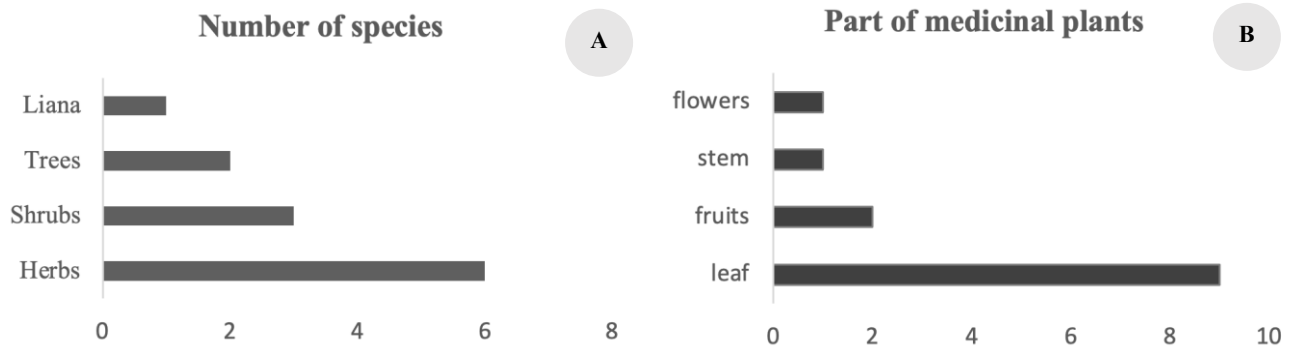 Number of species
A
Liana
Trees
Shrubs
Herbs
0 2 4 6 8
Part of medicinal plants
B
flowers
stem
fruits
leaf
0 2 4 6 8 10